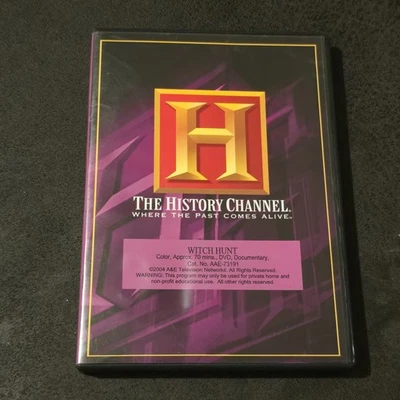 H
THE HISTORY CHANNEL.
WHERE THE PAST COMES ALIVE.
WITCH HUNT
Color, Approx. 70 mins., DVD, Documentary,
Cat. No. AAE-73191
©2004 A&E Television Networks. All Rights Reserved.
WARNING: This program may only be used for private home and
non-profit educational use. All other rights reserved.